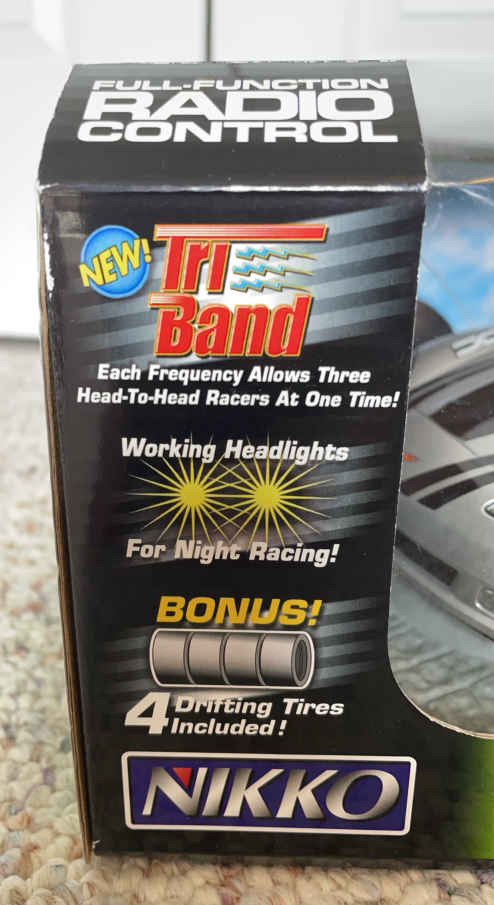 FULL-FUNCTION
RADIO
CONTROL
NEW!
Tri
Band
Each Frequency Allows Three
Head-To-Head Racers At One Time!
Working Headlights
For Night Racing!
BONUS!
4 Drifting Tires
Included!
NIKKO